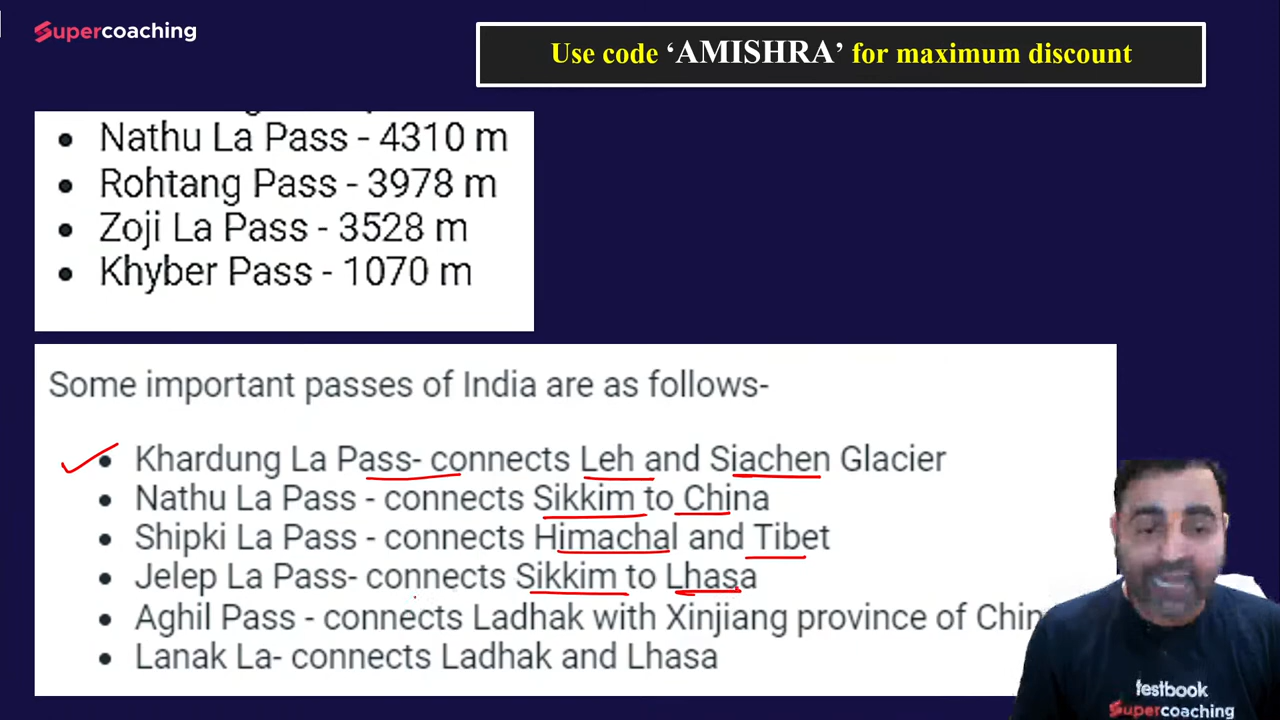 Supercoaching
Use code ‘AMISHRA’ for maximum discount
• Nathu La Pass - 4310 m
• Rohtang Pass - 3978 m
• Zoji La Pass - 3528 m
• Khyber Pass - 1070 m
Some important passes of India are as follows-
• Khardung La Pass- connects Leh and Siachen Glacier
• Nathu La Pass - connects Sikkim to China
• Shipki La Pass - connects Himachal and Tibet
• Jelep La Pass- connects Sikkim to Lhasa
• Aghil Pass - connects Ladhak with Xinjiang province of Chin
• Lanak La- connects Ladhak and Lhasa
testbook
Supercoaching